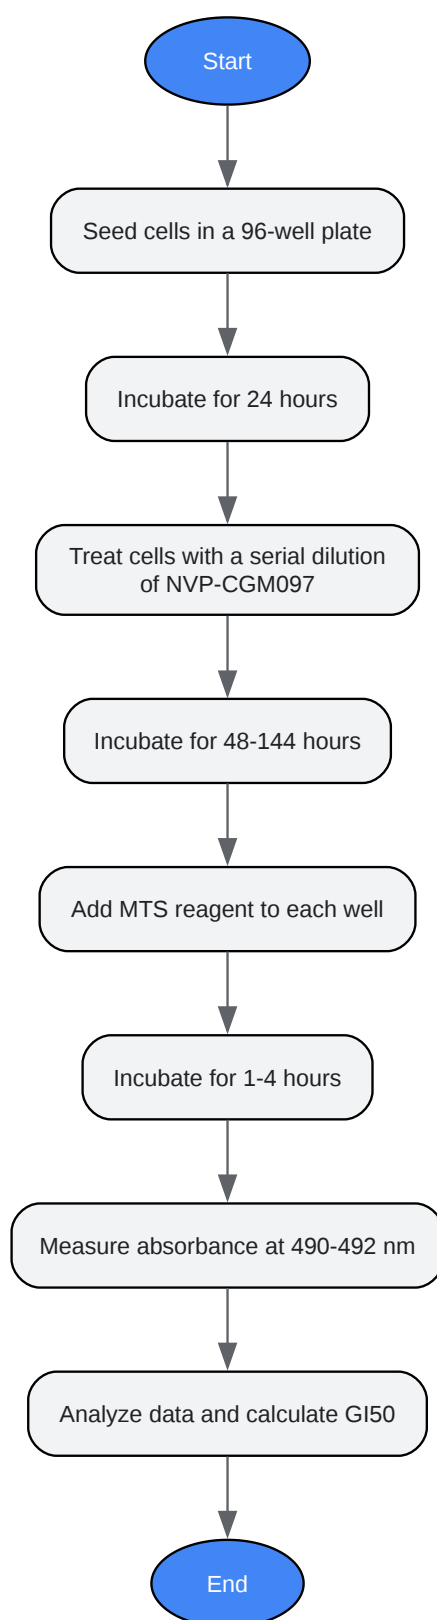 Start
Seed cells in a 96-well plate
Incubate for 24 hours
Treat cells with a serial dilution
of NVP-CGM097
Incubate for 48-144 hours
Add MTS reagent to each well
Incubate for 1-4 hours
Measure absorbance at 490-492 nm
Analyze data and calculate GI50
End